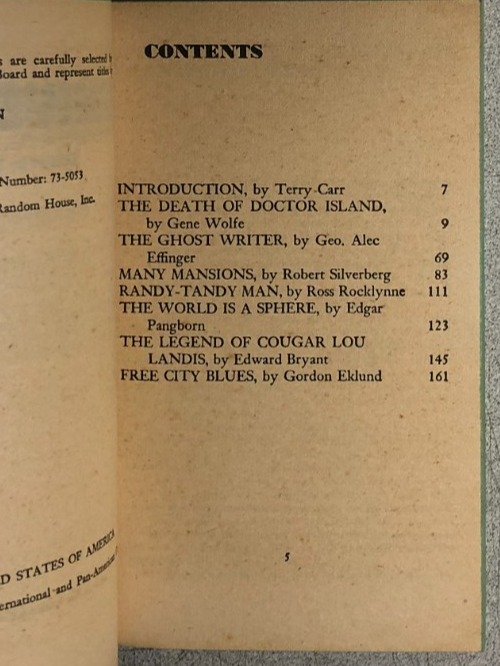 s are carefully selected
Board and represent titles
N
Number: 73-5053
Random House, Inc.
D STATES OF AMERICA
ernational and Pan-American
CONTENTS
INTRODUCTION, by Terry Carr 7
THE DEATH OF DOCTOR ISLAND,
by Gene Wolfe 9
THE GHOST WRITER, by Geo. Alec
Effinger 69
MANY MANSIONS, by Robert Silverberg 83
RANDY-TANDY MAN, by Ross Rocklynne 111
THE WORLD IS A SPHERE, by Edgar
Pangborn 123
THE LEGEND OF COUGAR LOU
LANDIS, by Edward Bryant 145
FREE CITY BLUES, by Gordon Eklund 161
5